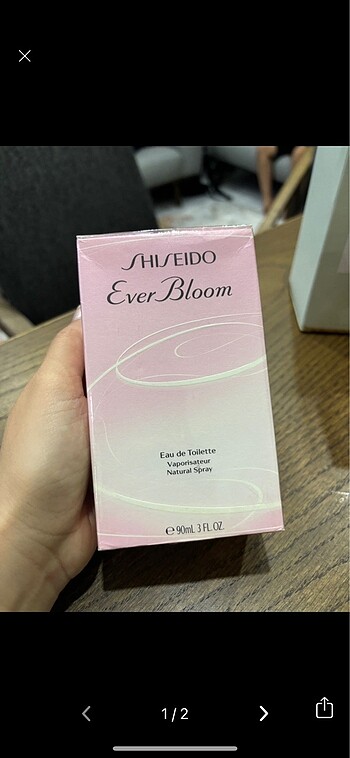 SHISEIDO
Ever Bloom
Eau de Toilette
Vaporisateur
Natural Spray
℮ 90mL 3 FL.OZ.
1/2